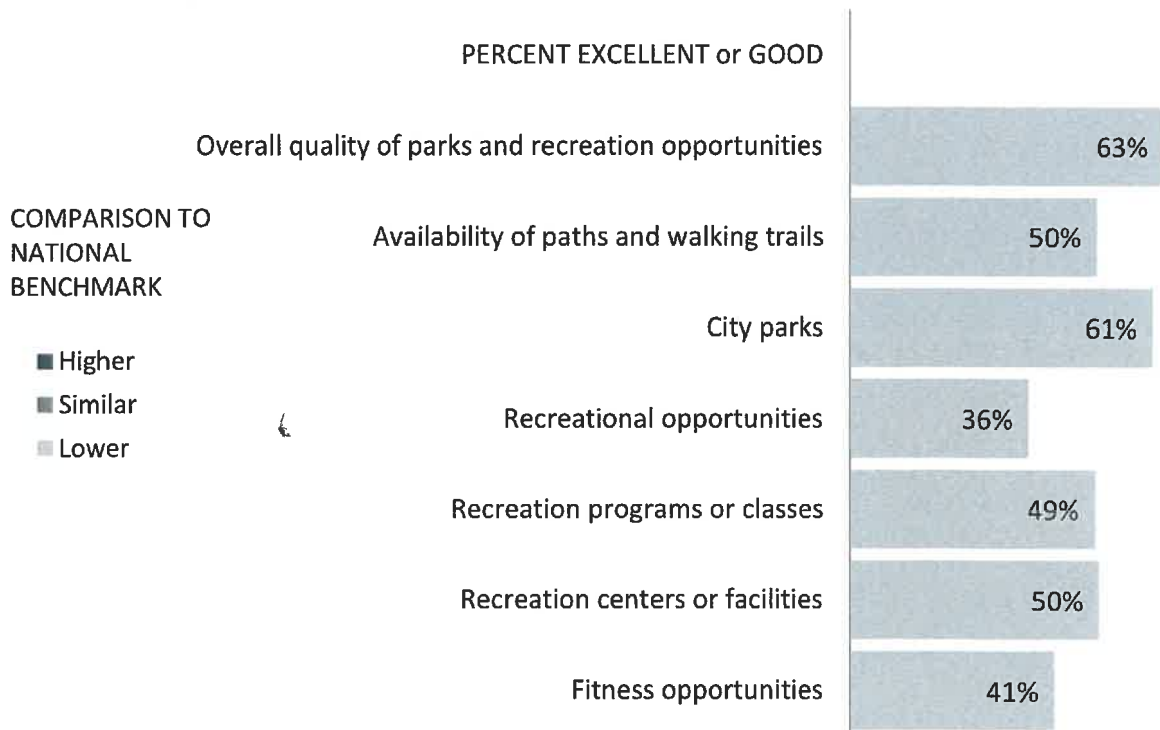 PERCENT EXCELLENT or GOOD
Overall quality of parks and recreation opportunities 63%
COMPARISON TO
NATIONAL
BENCHMARK
Availability of paths and walking trails 50%
City parks 61%
Higher
Similar
Lower
Recreational opportunities 36%
Recreation programs or classes 49%
Recreation centers or facilities 50%
Fitness opportunities 41%